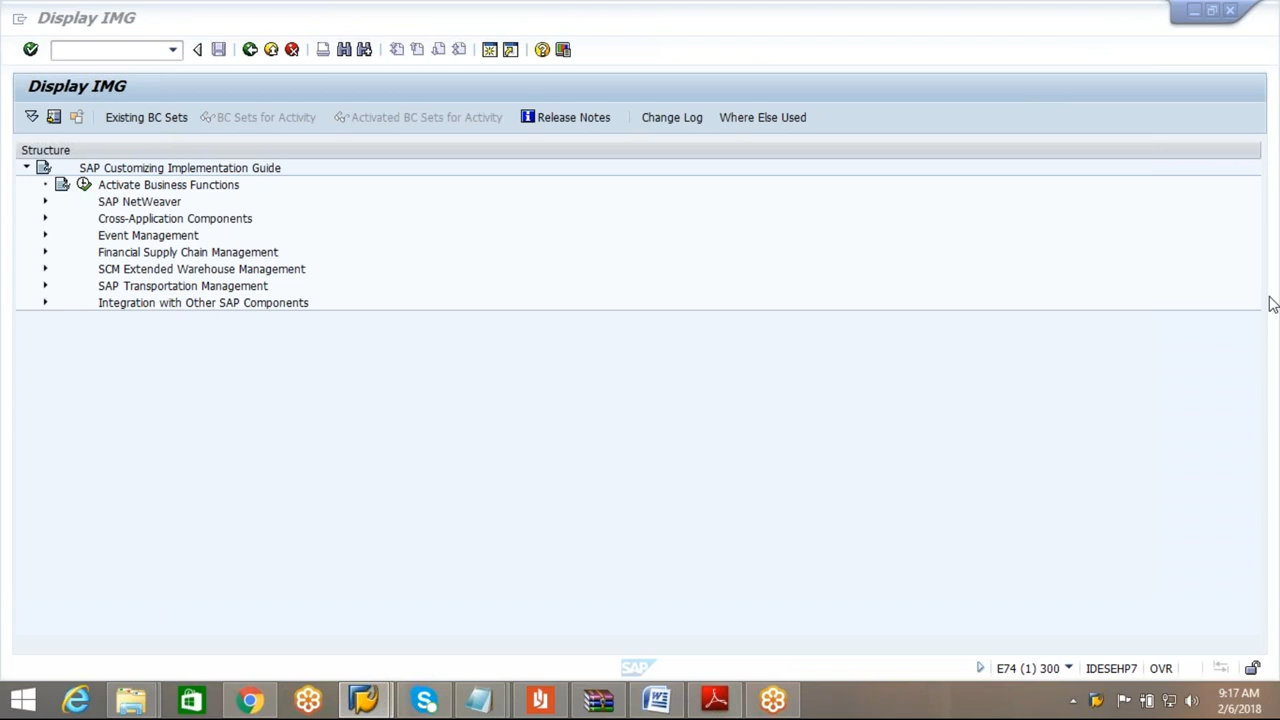 Display IMG
Display IMG
Existing BC Sets BC Sets for Activity Activated BC Sets for Activity Release Notes Change Log Where Else Used
Structure
SAP Customizing Implementation Guide
Activate Business Functions
SAP NetWeaver
Cross-Application Components
Event Management
Financial Supply Chain Management
SCM Extended Warehouse Management
SAP Transportation Management
Integration with Other SAP Components
SAP
E74 (1) 300 IDESEHP7 OVR
9:17 AM
2/6/2018